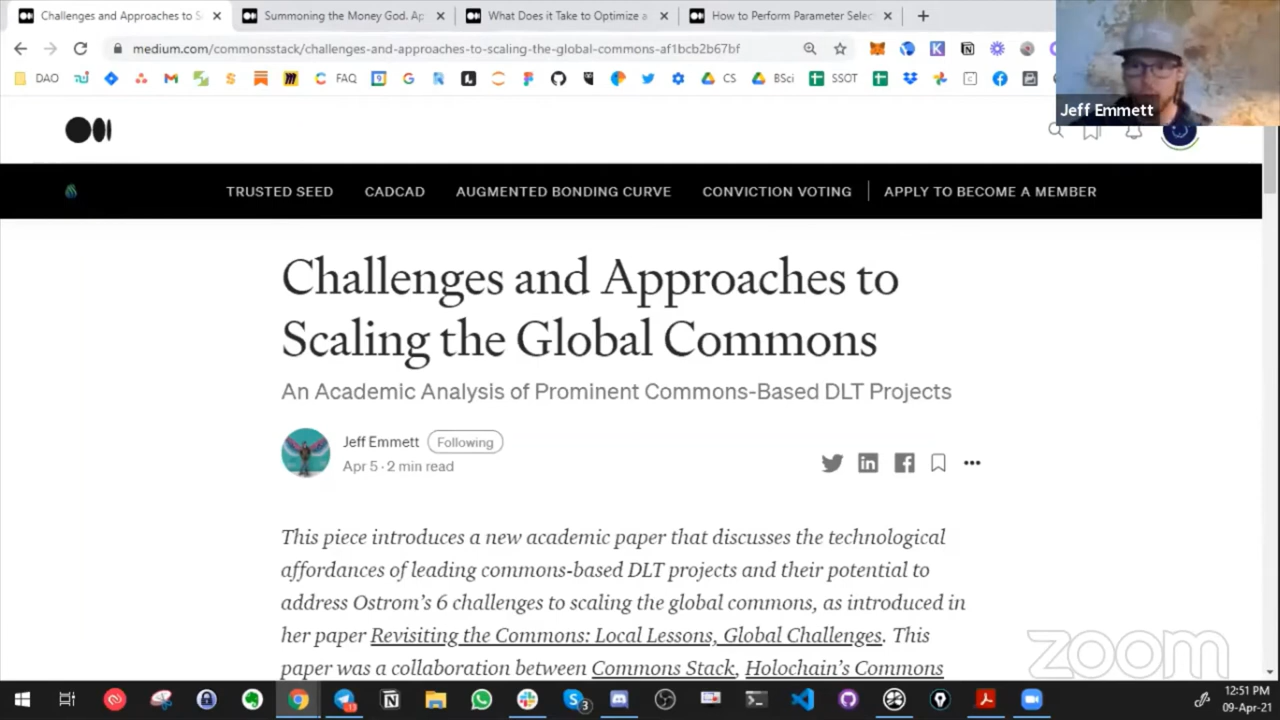 Challenges and Approaches to S
Summoning the Money God. Ap
What Does it Take to Optimize a
How to Perform Parameter Selec
medium.com/commonsstack/challenges-and-approaches-to-scaling-the-global-commons-af1bcb2b67bf
DAO
FAQ
CS
BSci
SSOT
Jeff Emmett
TRUSTED SEED
CADCAD
AUGMENTED BONDING CURVE
CONVICTION VOTING
APPLY TO BECOME A MEMBER
Challenges and Approaches to
Scaling the Global Commons
An Academic Analysis of Prominent Commons-Based DLT Projects
Jeff Emmett Following
Apr 5 · 2 min read
This piece introduces a new academic paper that discusses the technological
affordances of leading commons-based DLT projects and their potential to
address Ostrom’s 6 challenges to scaling the global commons, as introduced in
her paper Revisiting the Commons: Local Lessons, Global Challenges. This
paper was a collaboration between Commons Stack, Holochain’s Commons
zoom
3
12:51 PM
09-Apr-21